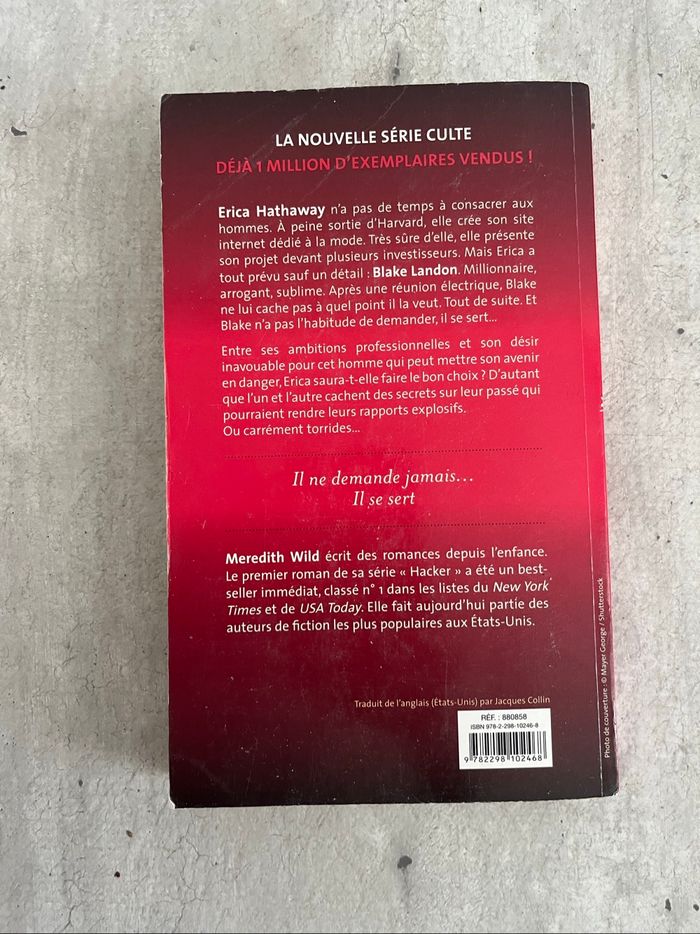 LA NOUVELLE SÉRIE CULTE
DÉJÀ 1 MILLION D'EXEMPLAIRES VENDUS !
Erica Hathaway n'a pas de temps à consacrer aux
hommes. À peine sortie d'Harvard, elle crée son site
internet dédié à la mode. Très sûre d'elle, elle présente
son projet devant plusieurs investisseurs. Mais Erica a
tout prévu sauf un détail : Blake Landon. Millionnaire,
arrogant, sublime. Après une réunion électrique, Blake
ne lui cache pas à quel point il la veut. Tout de suite. Et
Blake n'a pas l'habitude de demander, il se sert...
Entre ses ambitions professionnelles et son désir
inavouable pour cet homme qui peut mettre son avenir
en danger, Erica saura-t-elle faire le bon choix ? D'autant
que l'un et l'autre cachent des secrets sur leur passé qui
pourraient rendre leurs rapports explosifs.
Ou carrément torrides...
Il ne demande jamais...
Il se sert
Meredith Wild écrit des romances depuis l'enfance.
Le premier roman de sa série « Hacker » a été un best-
seller immédiat, classé n° 1 dans les listes du New York
Times et de USA Today. Elle fait aujourd'hui partie des
auteurs de fiction les plus populaires aux États-Unis.
Traduit de l'anglais (États-Unis) par Jacques Collin
RÉF. : 880858
ISBN 978-2-298-10246-8
9 782298 102468
Photo de couverture : © Mayer George / Shutterstock